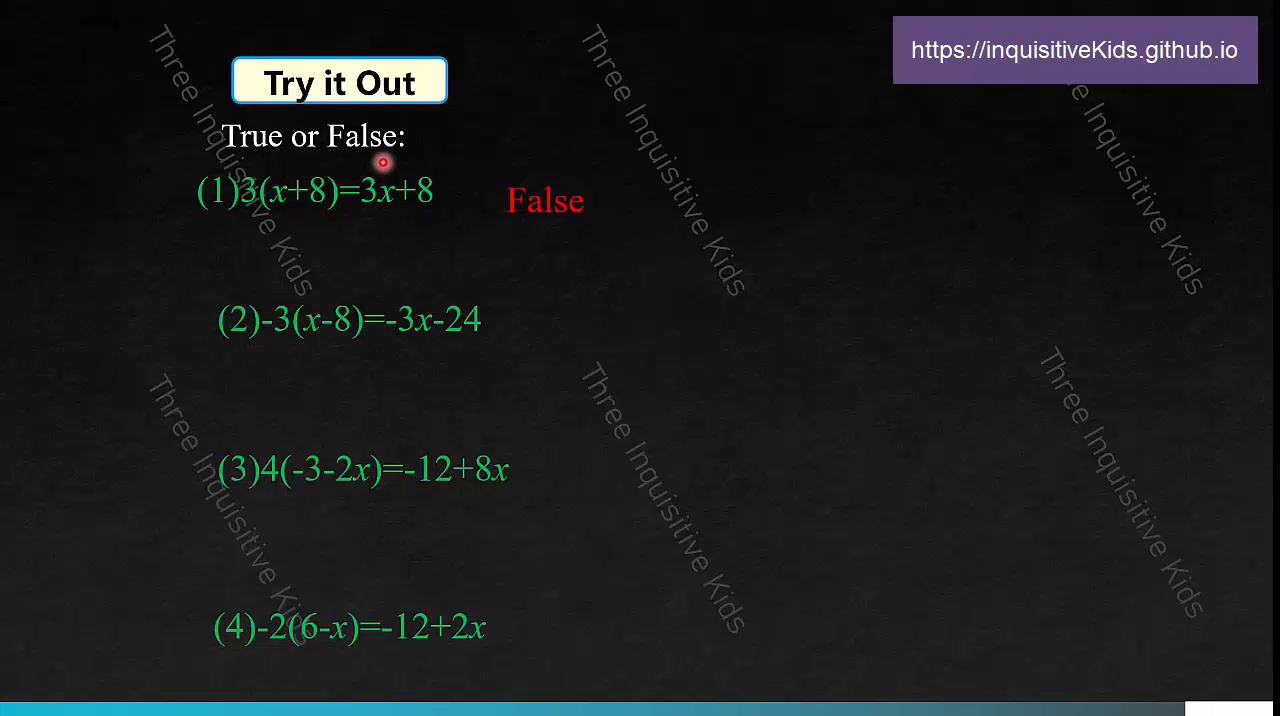 https://inquisitiveKids.github.io
Try it Out
True or False:
(1)3(x+8)=3x+8
False
(2)-3(x-8)=-3x-24
(3)4(-3-2x)=-12+8x
(4)-2(6-x)=-12+2x
Three Inquisitive Kids
Three Inquisitive Kids
Three Inquisitive Kids
Three Inquisitive Kids
Three Inquisitive Kids
Three Inquisitive Kids